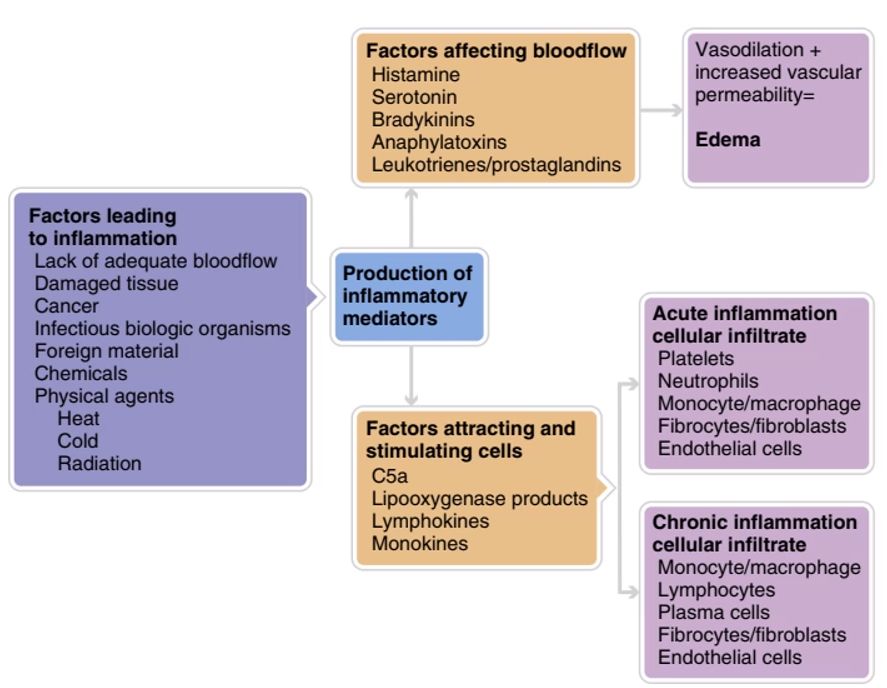 Factors affecting bloodflow
Histamine
Serotonin
Bradykinins
Anaphylatoxins
Leukotrienes/prostaglandins
Vasodilation +
increased vascular
permeability=
Edema
Factors leading
to inflammation
Lack of adequate bloodflow
Damaged tissue
Cancer
Infectious biologic organisms
Foreign material
Chemicals
Physical agents
Heat
Cold
Radiation
Production of
inflammatory
mediators
Factors attracting and
stimulating cells
C5a
Lipooxygenase products
Lymphokines
Monokines
Acute inflammation
cellular infiltrate
Platelets
Neutrophils
Monocyte/macrophage
Fibrocytes/fibroblasts
Endothelial cells
Chronic inflammation
cellular infiltrate
Monocyte/macrophage
Lymphocytes
Plasma cells
Fibrocytes/fibroblasts
Endothelial cells